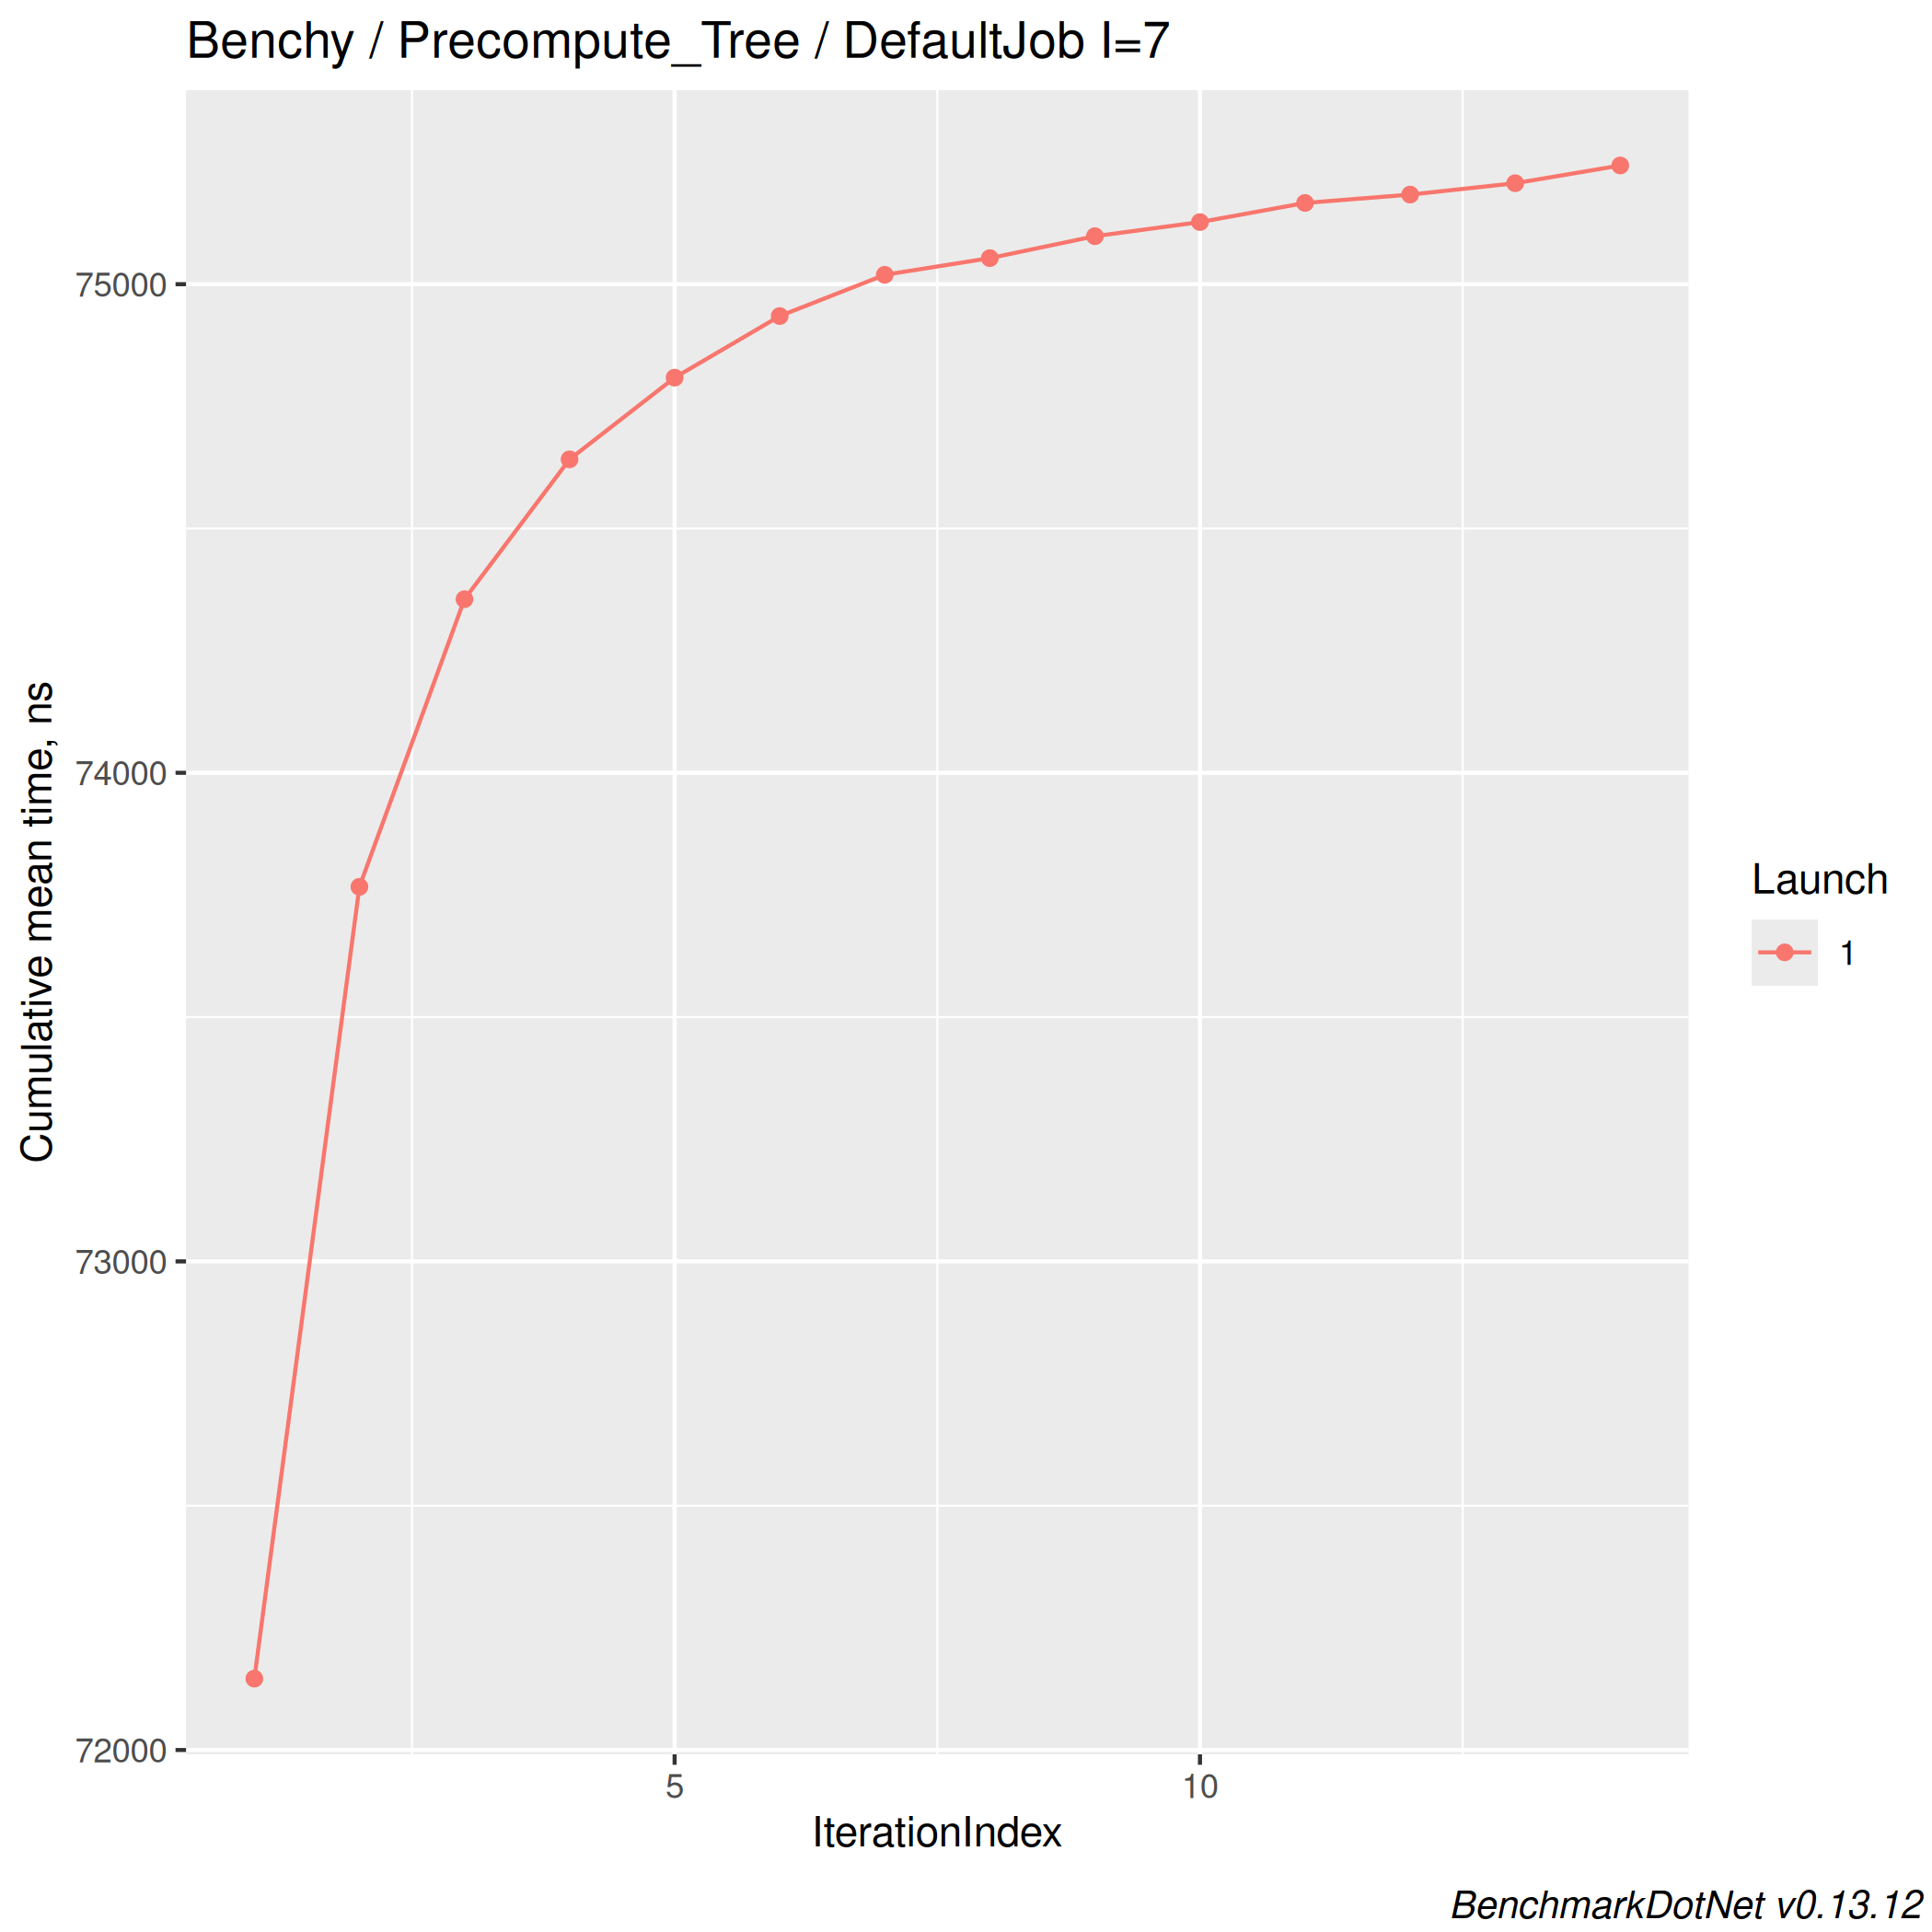 Benchy / Precompute_Tree / DefaultJob I=7
Cumulative mean time, ns
75000
74000
73000
72000
5
10
IterationIndex
Launch
1
BenchmarkDotNet v0.13.12